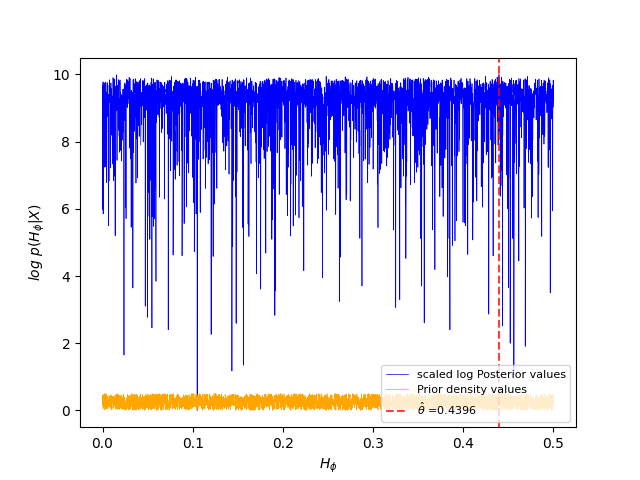 10
8
6
4
2
0
log p(H_ϕ|X)
0.0 0.1 0.2 0.3 0.4 0.5
H_ϕ
scaled log Posterior values
Prior density values
θ̂ =0.4396